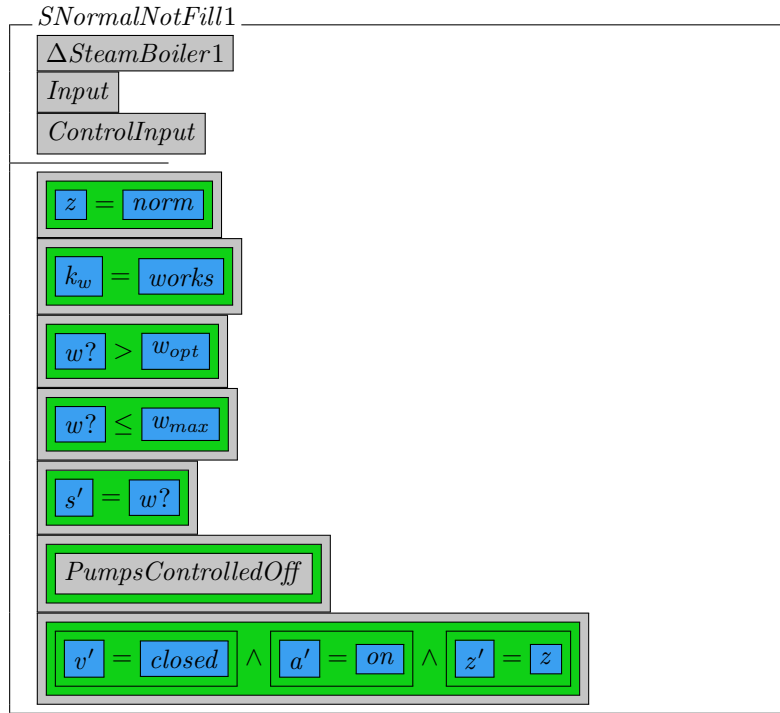 SNormalNotFill1
ΔSteamBoiler1
Input
ControlInput
z = norm
k_w = works
w? > w_opt
w? ≤ w_max
s′ = w?
PumpsControlledOff
v′ = closed ∧ a′ = on ∧ z′ = z